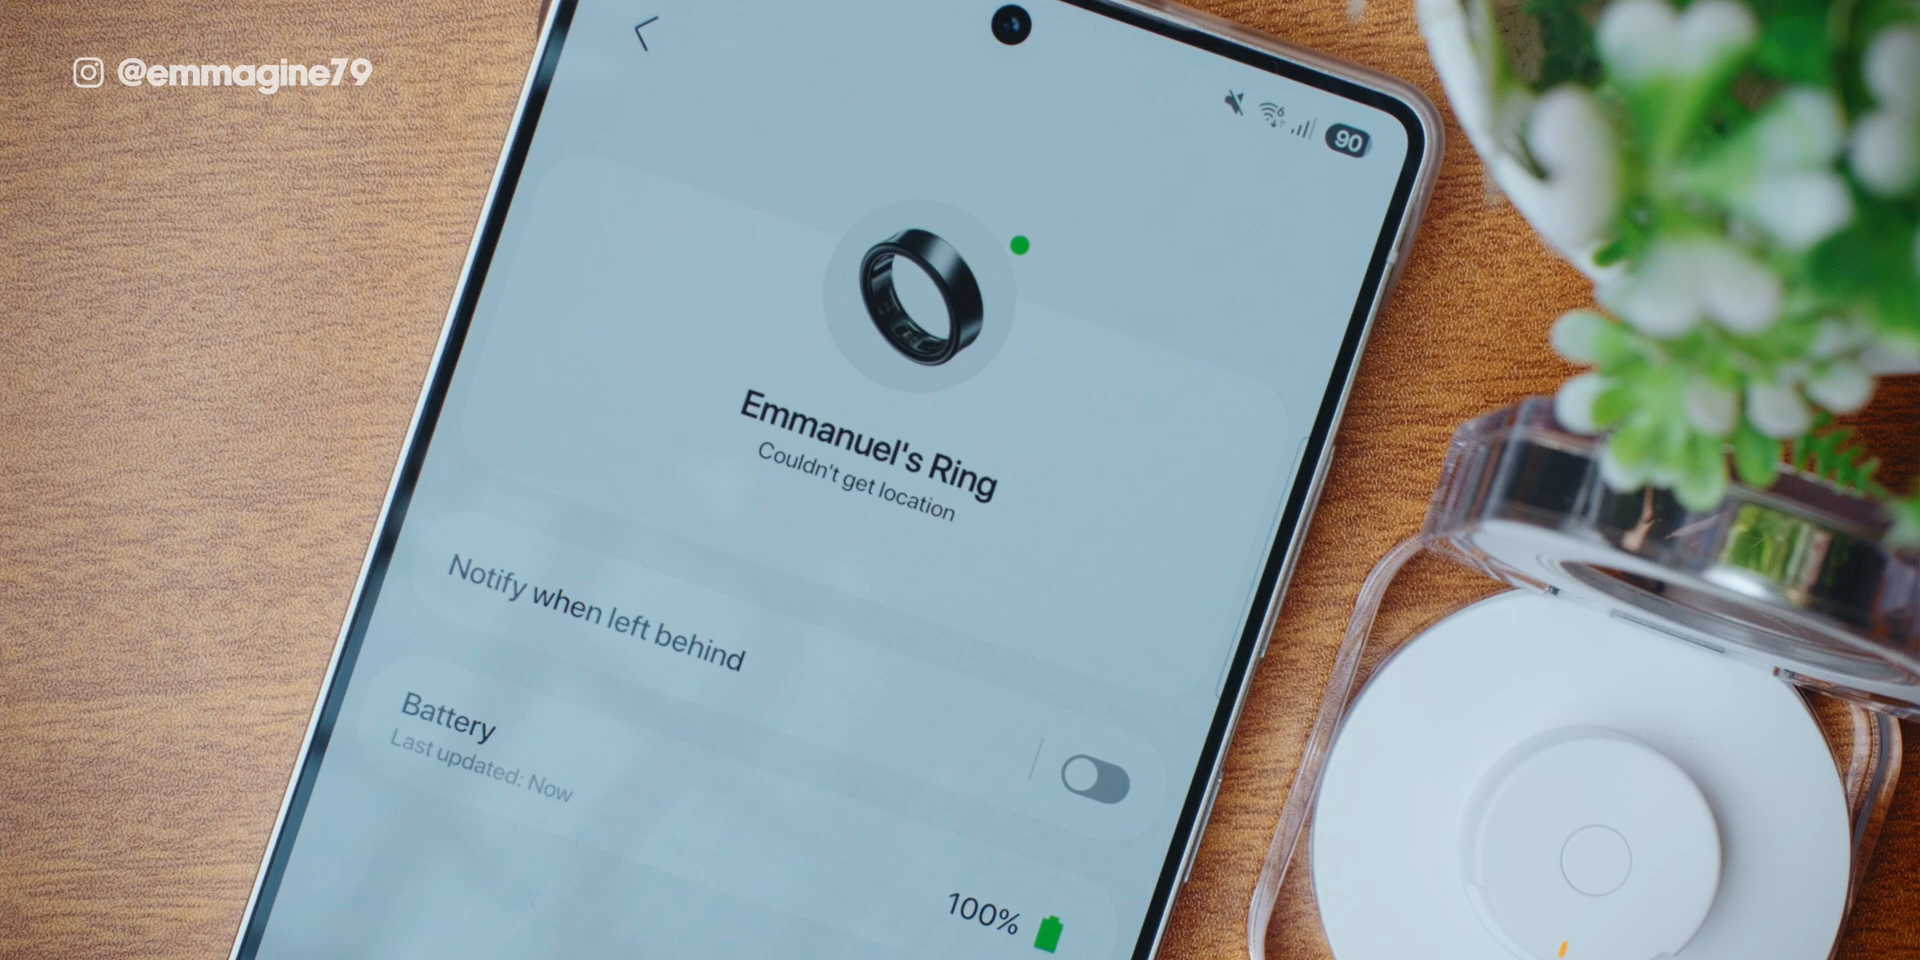 @emmagine79
90
Emmanuel's Ring
Couldn't get location
Notify when left behind
Battery
Last updated: Now
100%